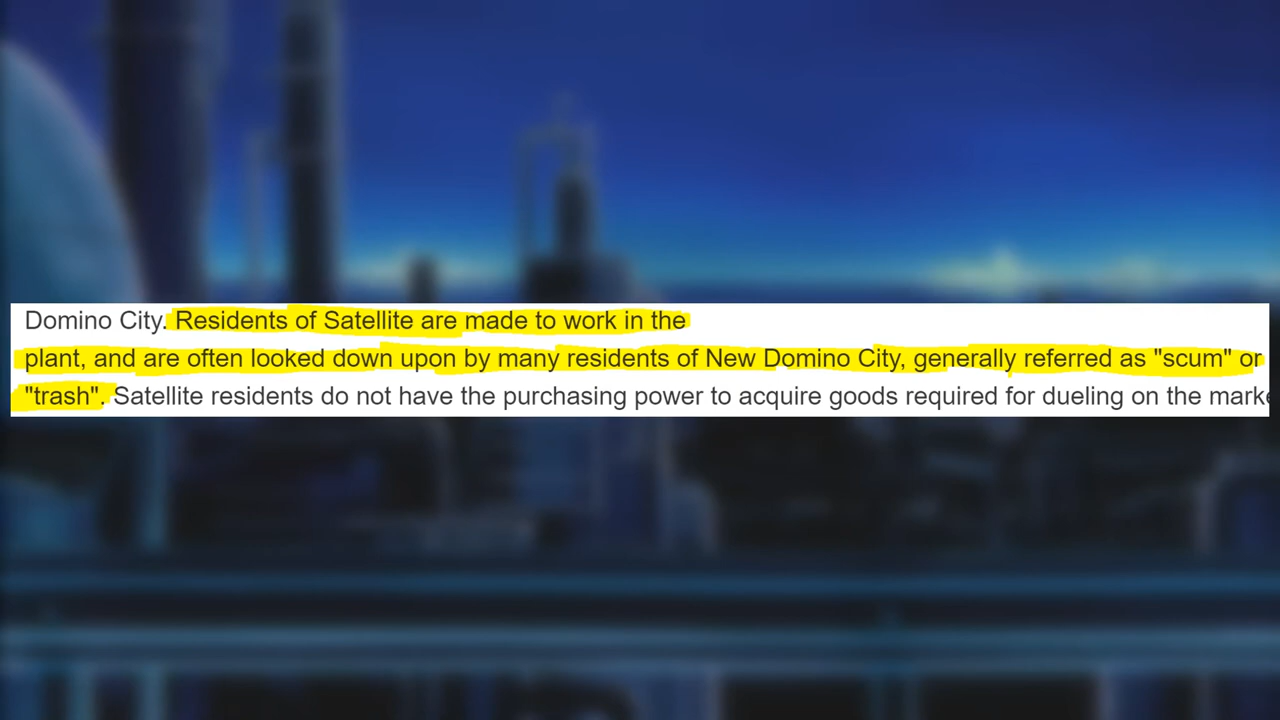 Domino City. Residents of Satellite are made to work in the
plant, and are often looked down upon by many residents of New Domino City, generally referred as "scum" or
"trash". Satellite residents do not have the purchasing power to acquire goods required for dueling on the